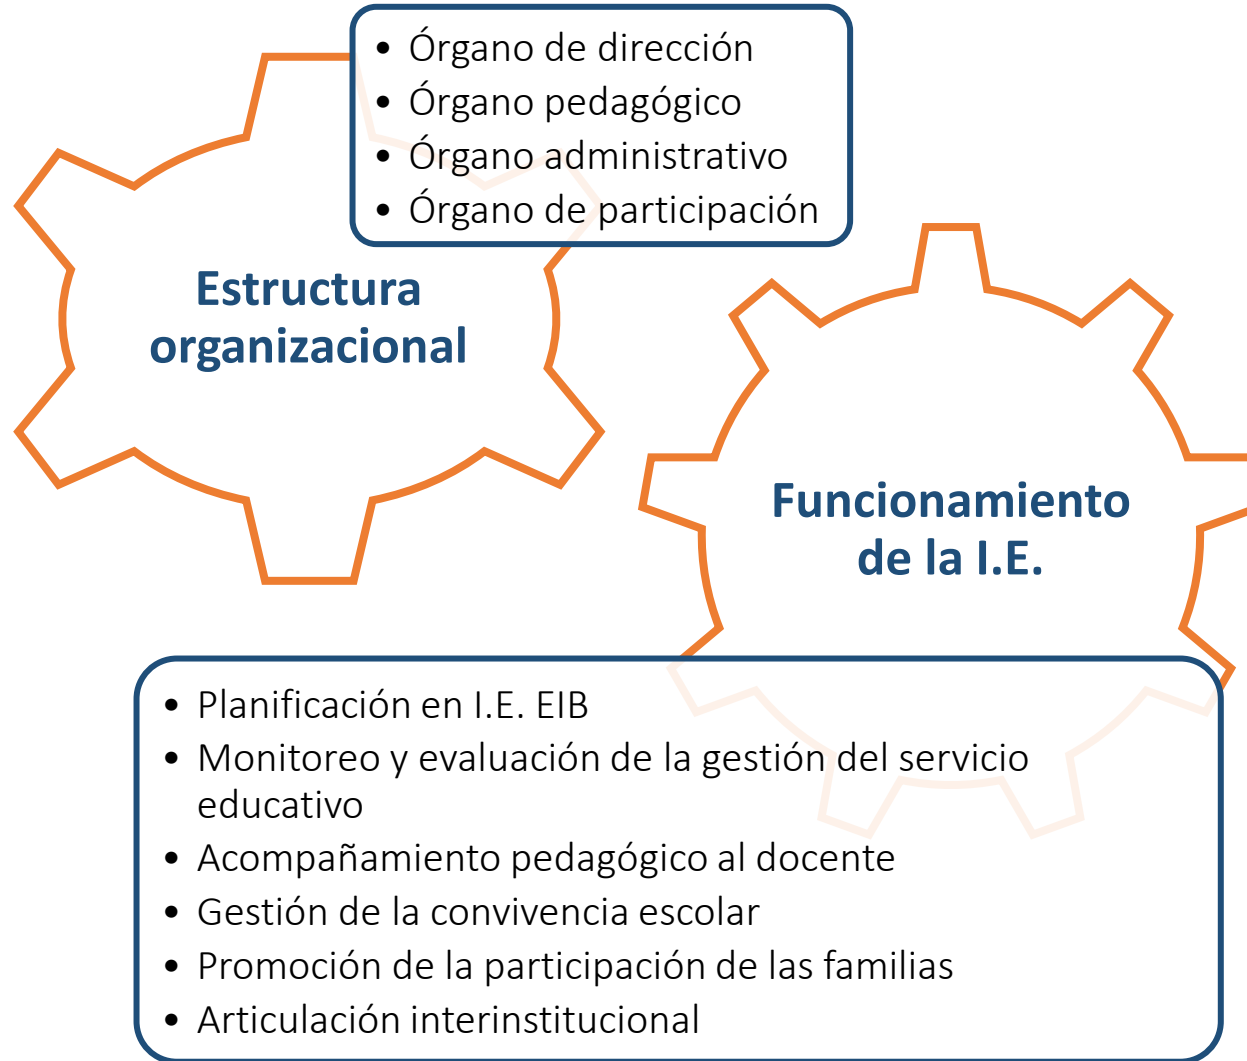 • Órgano de dirección
• Órgano pedagógico
• Órgano administrativo
• Órgano de participación
Estructura
organizacional
Funcionamiento
de la I.E.
• Planificación en I.E. EIB
• Monitoreo y evaluación de la gestión del servicio
educativo
• Acompañamiento pedagógico al docente
• Gestión de la convivencia escolar
• Promoción de la participación de las familias
• Articulación interinstitucional